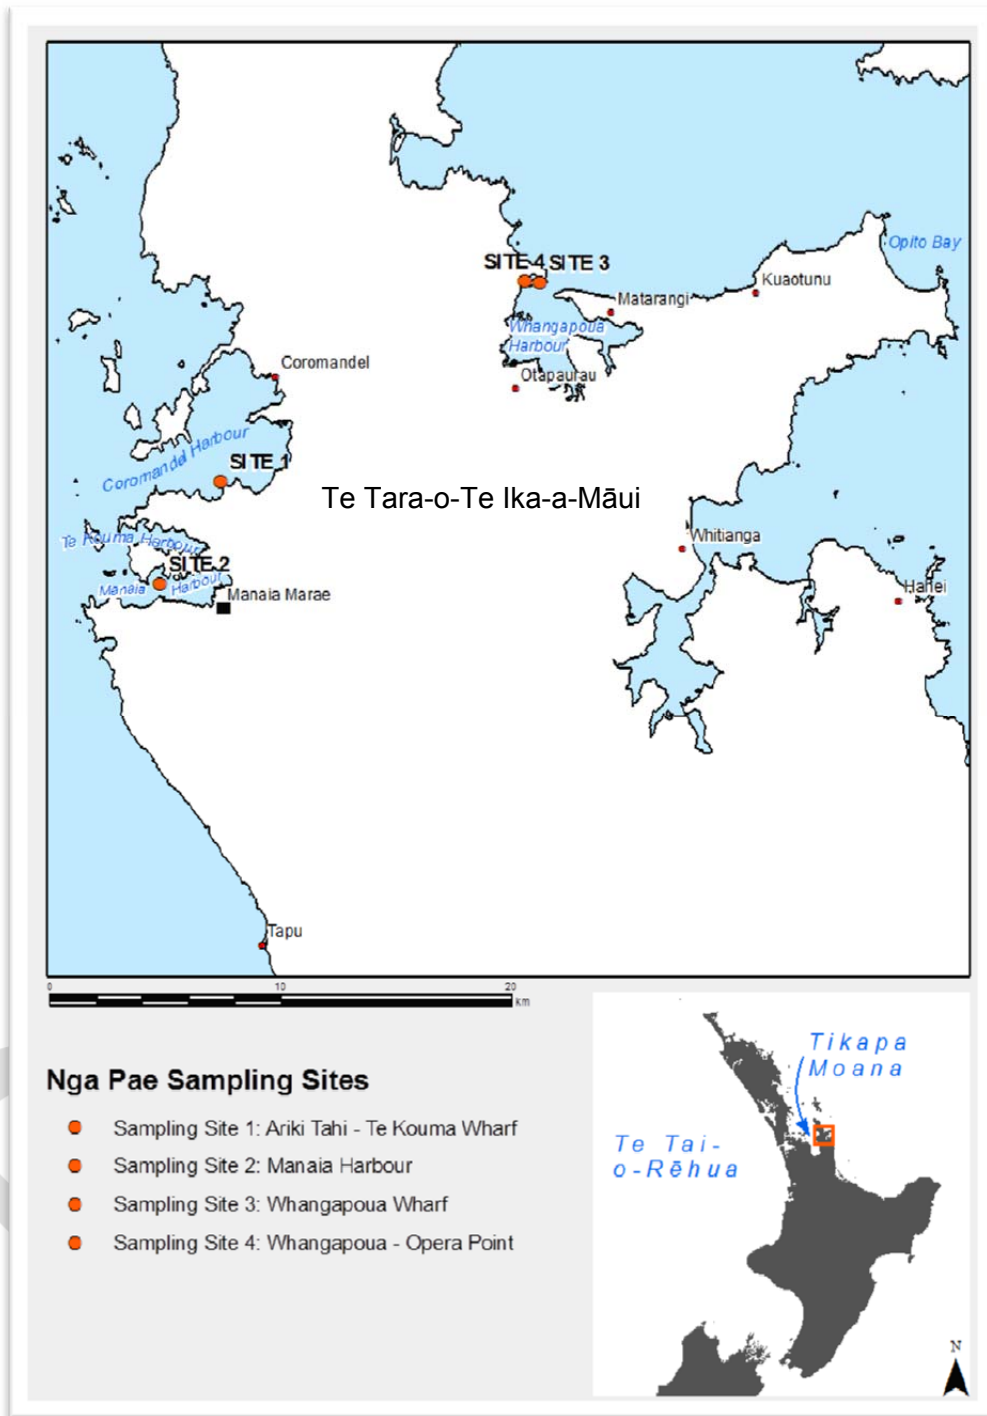 Opito Bay
SITE 4
SITE 3
Kuaotunu
Matarangi
Whangapoua
Harbour
Otapaurau
Coromandel
Coromandel Harbour
SITE 1
Te Tara-o-Te Ika-a-Māui
Whitianga
Te Kouma Harbour
SITE 2
Manaia Harbour
Manaia Marae
Hahei
Tapu
0 10 20
km
Nga Pae Sampling Sites
Sampling Site 1: Ariki Tahi - Te Kouma Wharf
Sampling Site 2: Manaia Harbour
Sampling Site 3: Whangapoua Wharf
Sampling Site 4: Whangapoua - Opera Point
Tikapa
Moana
Te Tai-
o-Rēhua
N